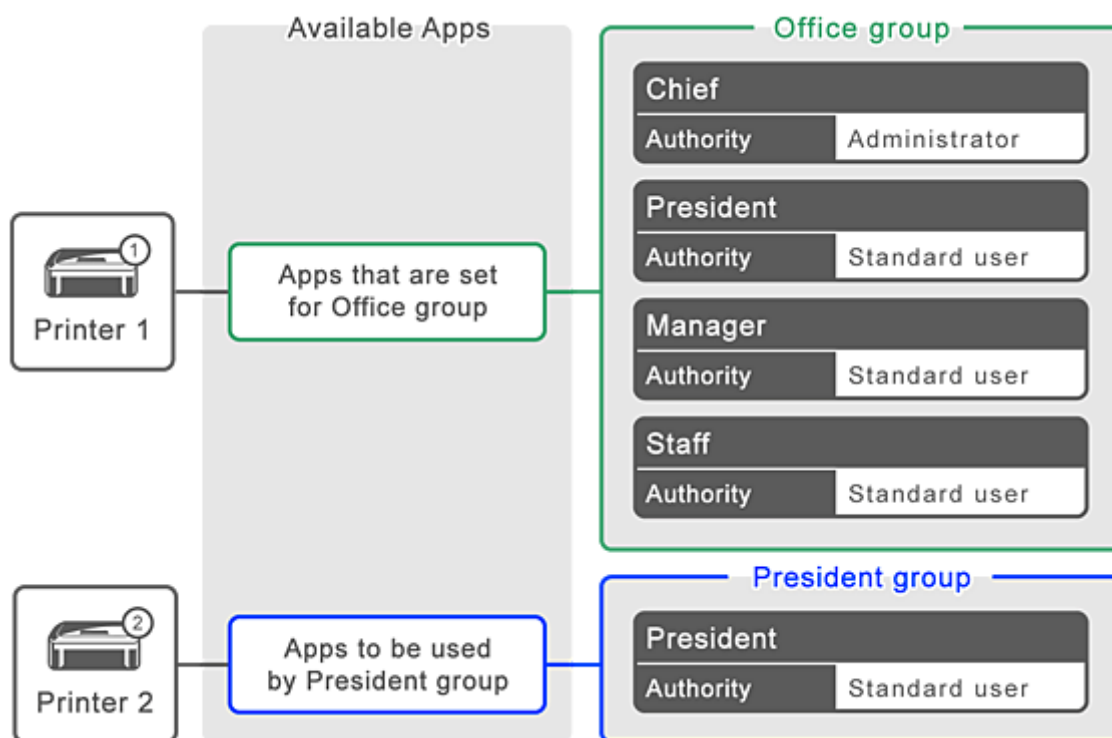 Available Apps
Office group
Chief
Authority Administrator
President
Authority Standard user
1
Printer 1
Apps that are set
for Office group
Manager
Authority Standard user
Staff
Authority Standard user
President group
2
Printer 2
Apps to be used
by President group
President
Authority Standard user